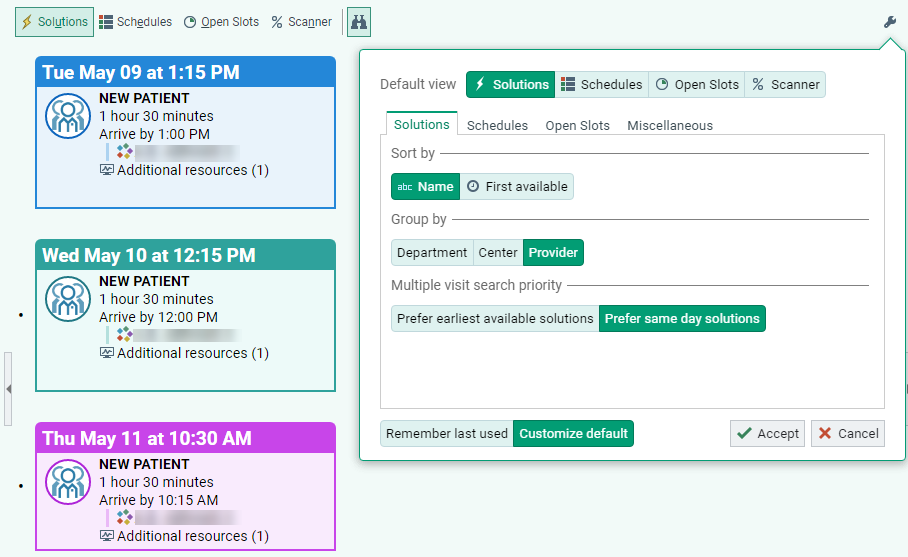 Solutions Schedules Open Slots Scanner
Tue May 09 at 1:15 PM
NEW PATIENT
1 hour 30 minutes
Arrive by 1:00 PM
Additional resources (1)
Wed May 10 at 12:15 PM
NEW PATIENT
1 hour 30 minutes
Arrive by 12:00 PM
Additional resources (1)
Thu May 11 at 10:30 AM
NEW PATIENT
1 hour 30 minutes
Arrive by 10:15 AM
Additional resources (1)
Default view Solutions Schedules Open Slots Scanner
Solutions Schedules Open Slots Miscellaneous
Sort by
abc Name First available
Group by
Department Center Provider
Multiple visit search priority
Prefer earliest available solutions Prefer same day solutions
Remember last used Customize default Accept Cancel